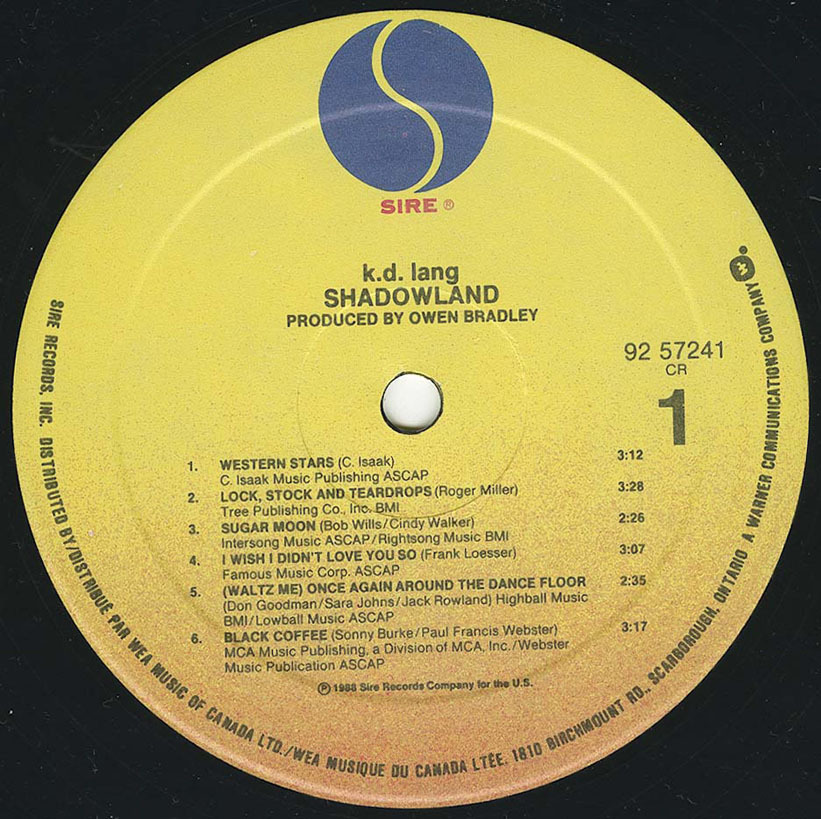 SIRE ®
k.d. lang
SHADOWLAND
PRODUCED BY OWEN BRADLEY
92 57241
CR
1
1. WESTERN STARS (C. Isaak) 3:12
C. Isaak Music Publishing ASCAP
2. LOCK, STOCK AND TEARDROPS (Roger Miller) 3:28
Tree Publishing Co., Inc. BMI
3. SUGAR MOON (Bob Wills/Cindy Walker) 2:26
Intersong Music ASCAP/Rightsong Music BMI
4. I WISH I DIDN'T LOVE YOU SO (Frank Loesser) 3:07
Famous Music Corp. ASCAP
5. (WALTZ ME) ONCE AGAIN AROUND THE DANCE FLOOR 2:35
(Don Goodman/Sara Johns/Jack Rowland) Highball Music
BMI/Lowball Music ASCAP
6. BLACK COFFEE (Sonny Burke/Paul Francis Webster) 3:17
MCA Music Publishing, a Division of MCA, Inc./Webster
Music Publication ASCAP
℗ 1988 Sire Records Company for the U.S.
SIRE RECORDS, INC. DISTRIBUTED BY/DISTRIBUÉ PAR WEA MUSIC OF CANADA LTD./WEA MUSIQUE DU CANADA LTÉE. 1810 BIRCHMOUNT RD., SCARBOROUGH, ONTARIO A WARNER COMMUNICATIONS COMPANY